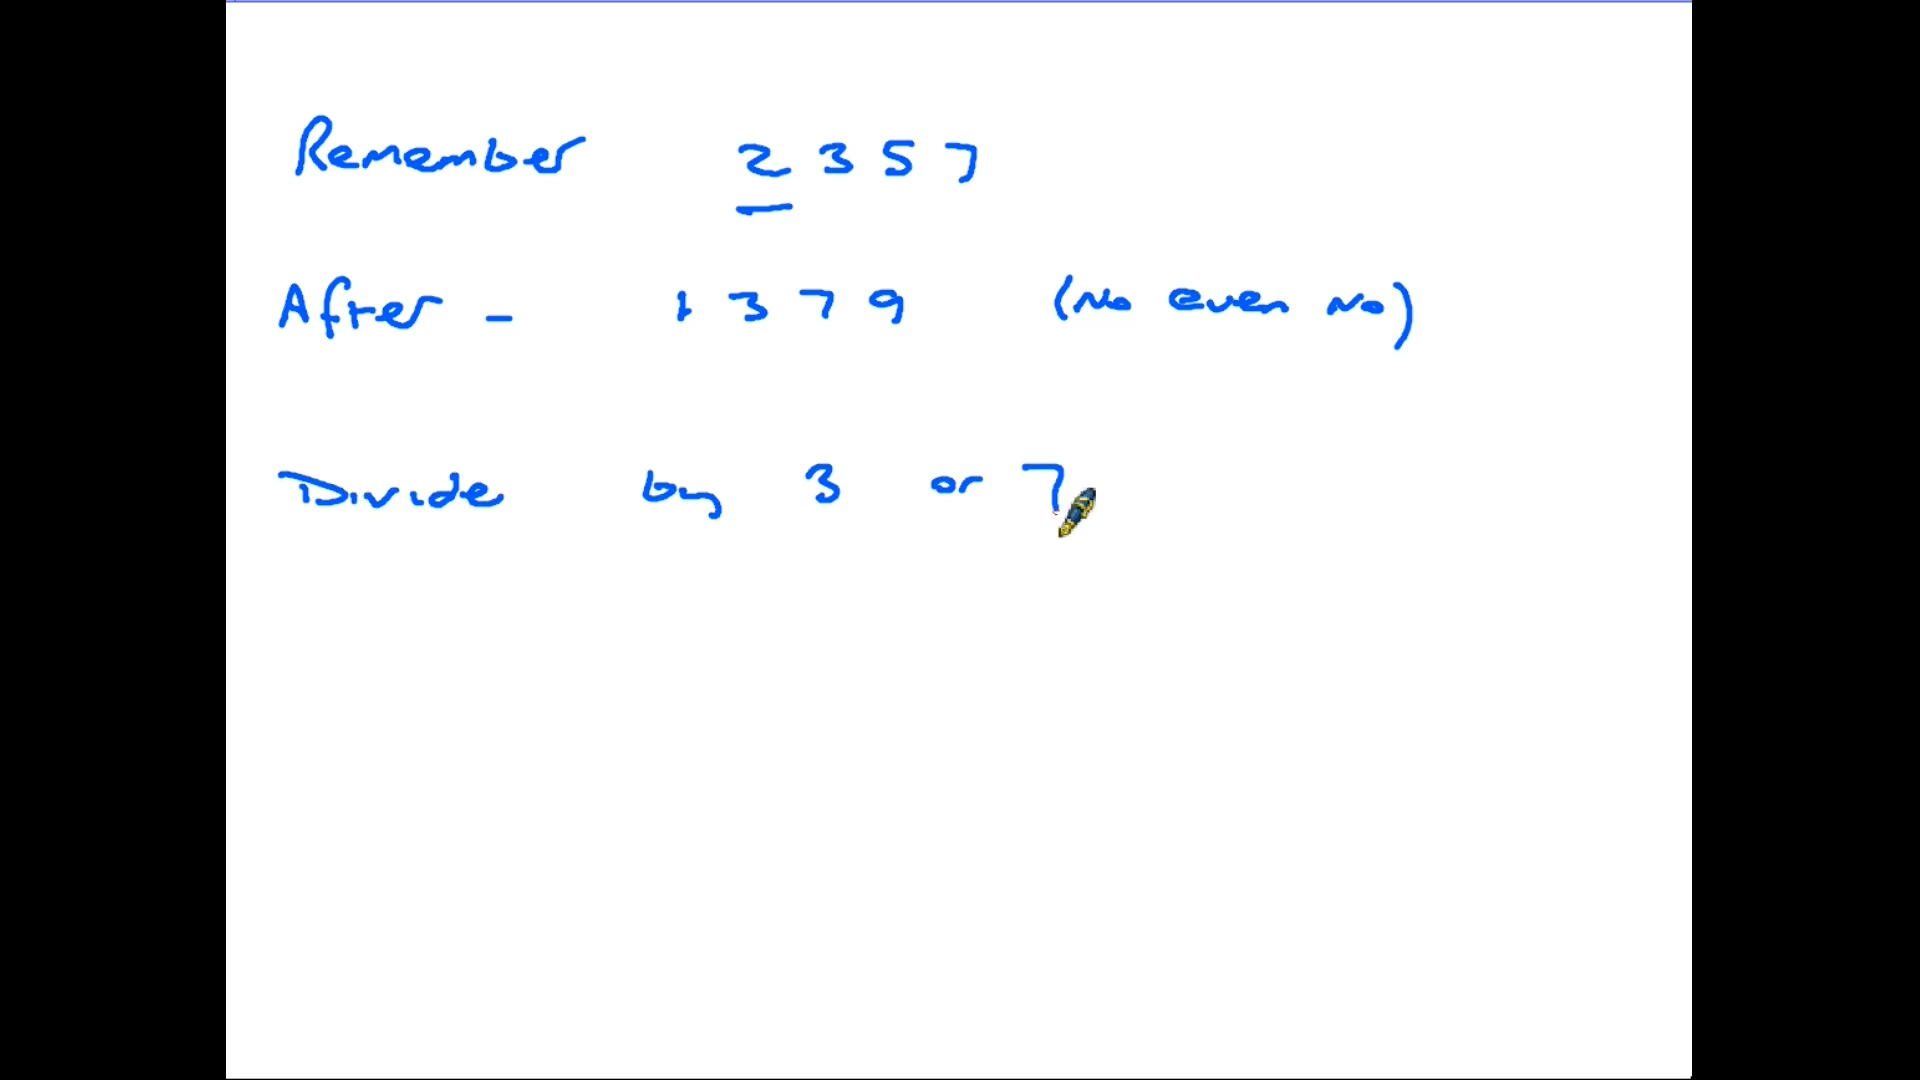 Remember 2 3 5 7
After - 1 3 7 9 (No even No)
Divide by 3 or 7